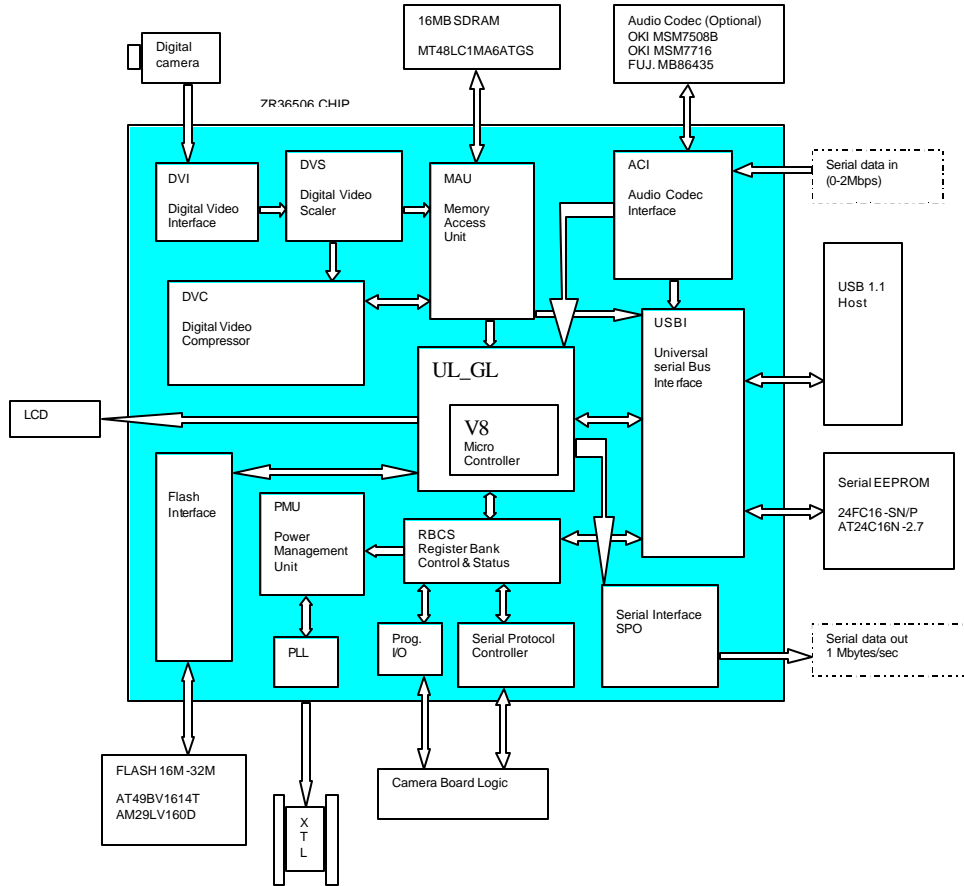 16MB SDRAM
MT48LC1MA6ATGS
Audio Codec (Optional)
OKI MSM7508B
OKI MSM7716
FUJ. MB86435
Digital
camera
ZR36506 CHIP
DVI
Digital Video
Interface
DVS
Digital Video
Scaler
MAU
Memory
Access
Unit
ACI
Audio Codec
Interface
Serial data in
(0-2Mbps)
DVC
Digital Video
Compressor
USB 1.1
Host
USBI
Universal
serial Bus
Interface
UL_GL
V8
Micro
Controller
LCD
Flash
Interface
PMU
Power
Management
Unit
RBCS
Register Bank
Control & Status
Serial EEPROM
24FC16 -SN/P
AT24C16N -2.7
PLL
Prog.
I/O
Serial Protocol
Controller
Serial Interface
SPO
Serial data out
1 Mbytes/sec
FLASH 16M -32M
AT49BV1614T
AM29LV160D
X
T
L
Camera Board Logic